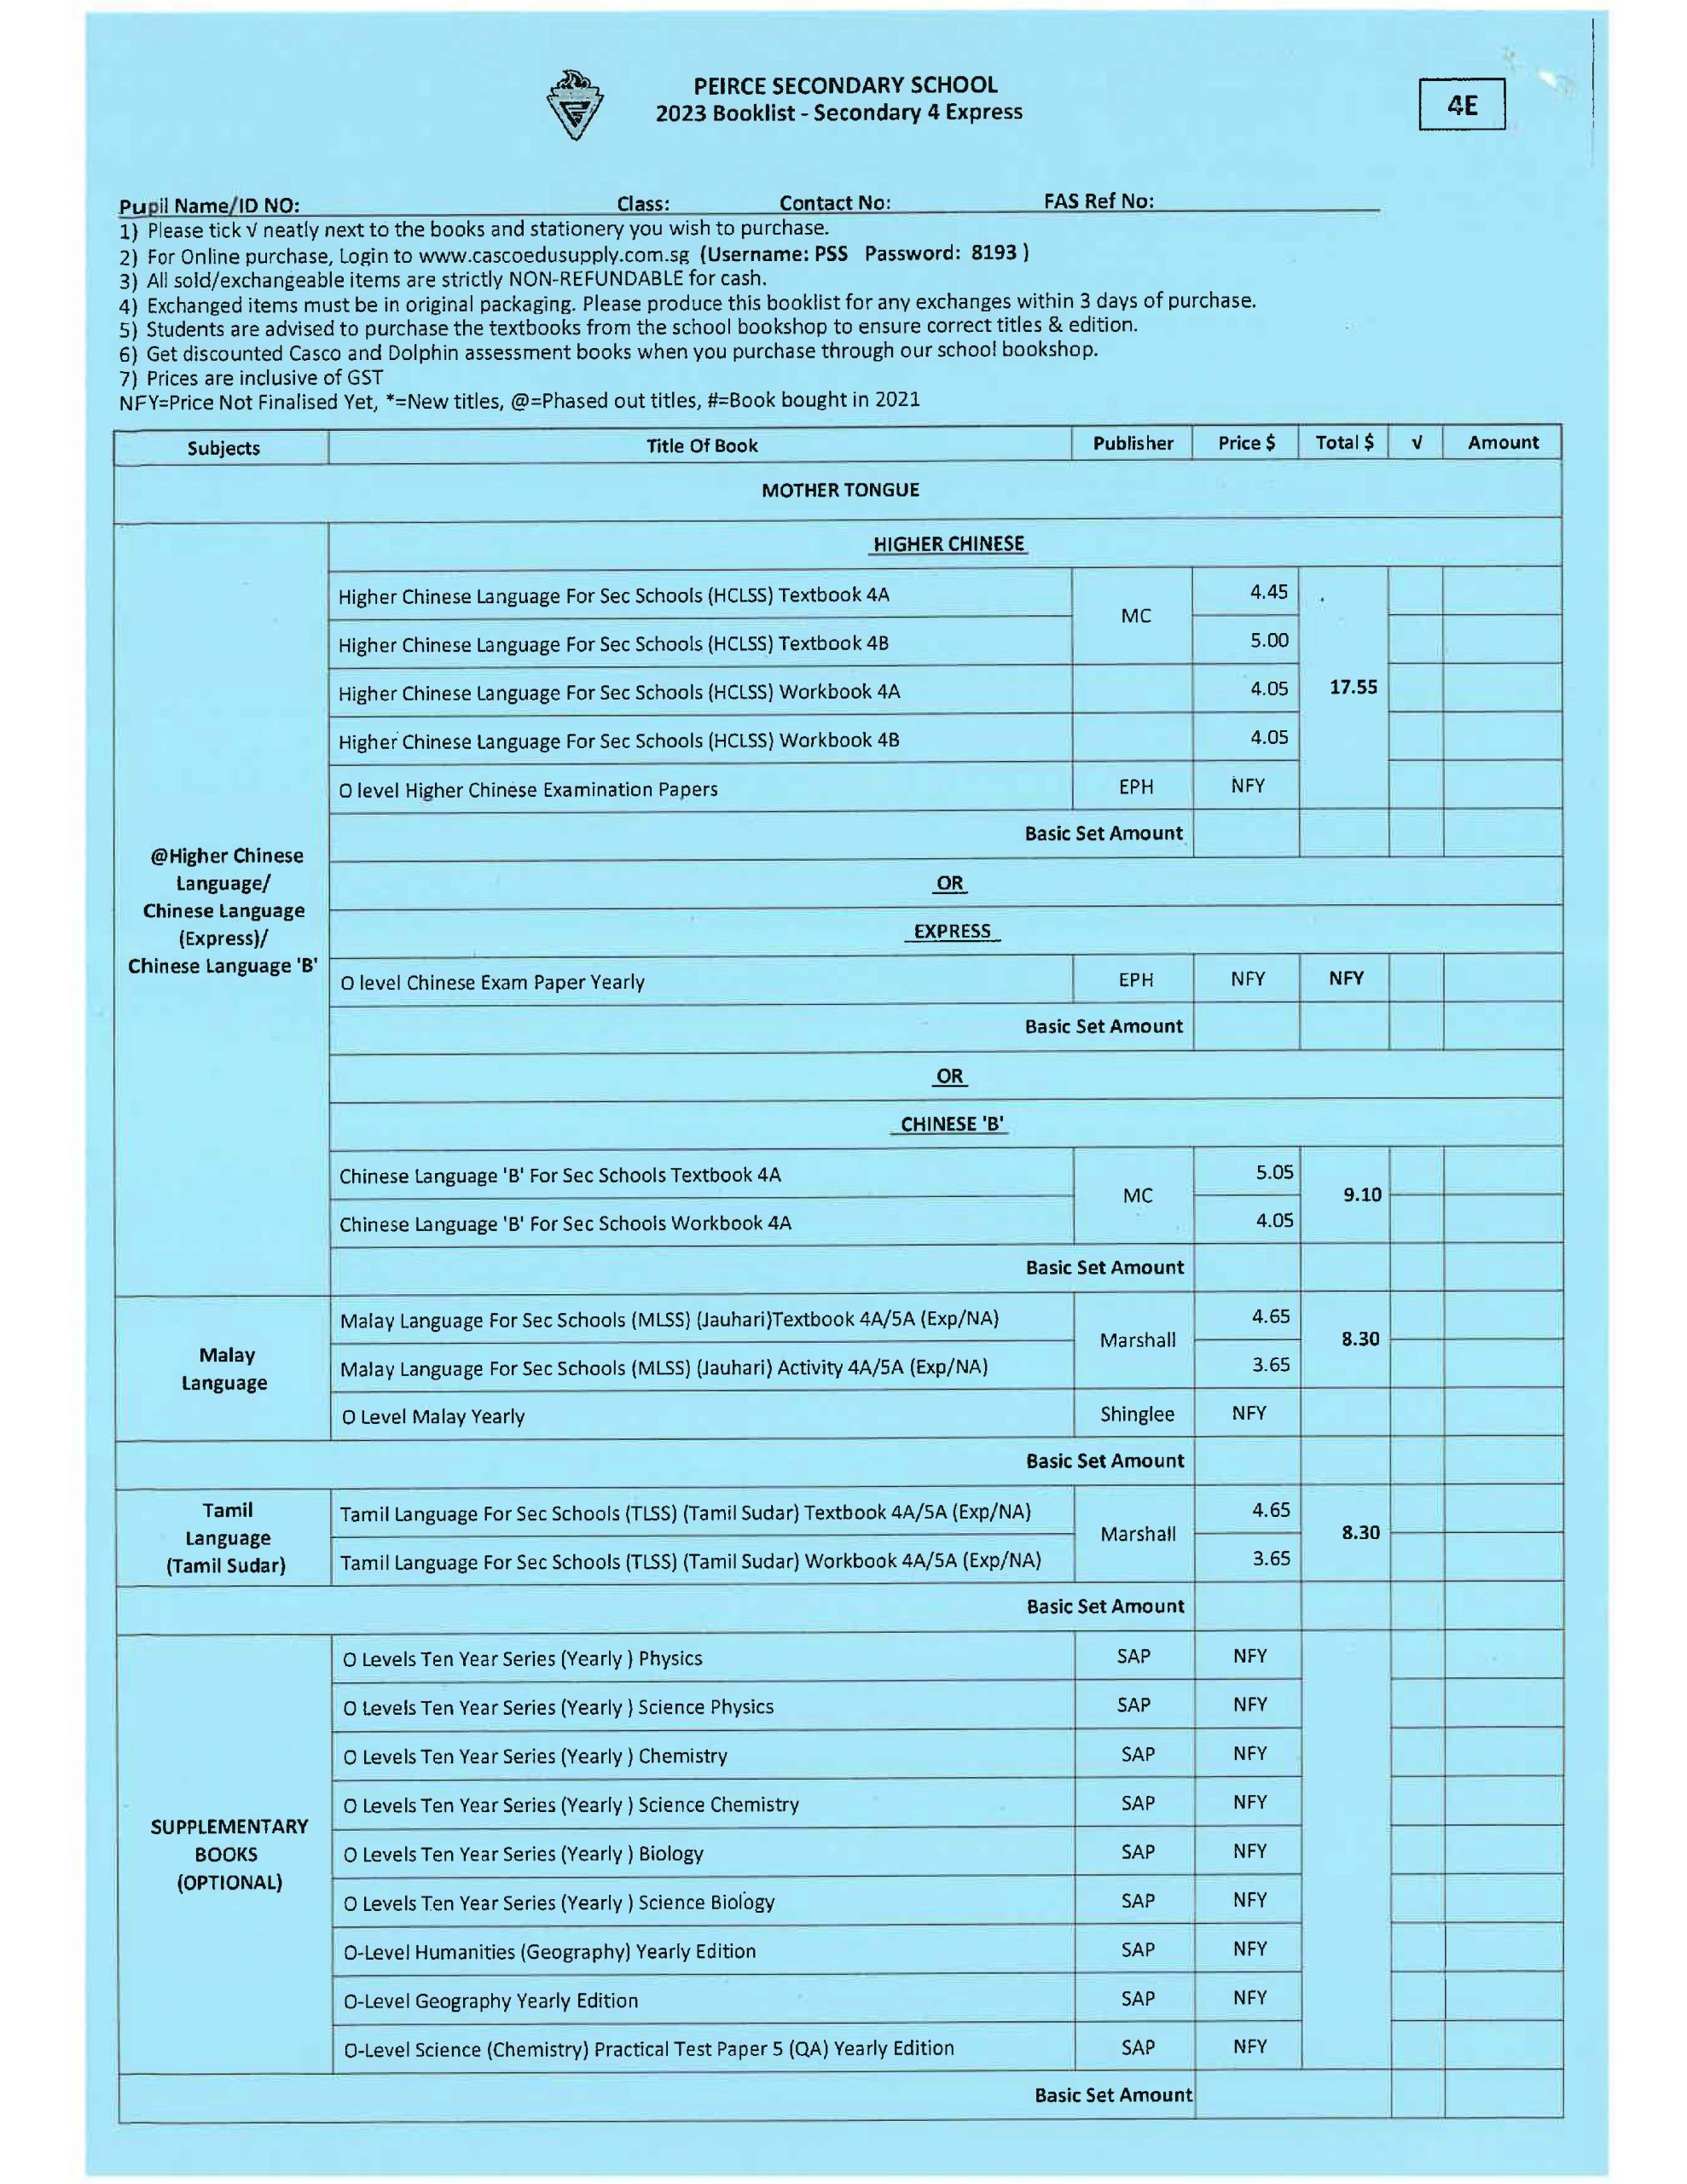 PEIRCE SECONDARY SCHOOL
2023 Booklist - Secondary 4 Express
4E
Pupil Name/ID NO: Class: Contact No: FAS Ref No:
1) Please tick √ neatly next to the books and stationery you wish to purchase.
2) For Online purchase, Login to www.cascoedusupply.com.sg (Username: PSS Password: 8193 )
3) All sold/exchangeable items are strictly NON-REFUNDABLE for cash.
4) Exchanged items must be in original packaging. Please produce this booklist for any exchanges within 3 days of purchase.
5) Students are advised to purchase the textbooks from the school bookshop to ensure correct titles & edition.
6) Get discounted Casco and Dolphin assessment books when you purchase through our school bookshop.
7) Prices are inclusive of GST
NFY=Price Not Finalised Yet, *=New titles, @=Phased out titles, #=Book bought in 2021
Subjects Title Of Book Publisher Price $ Total $ √ Amount
MOTHER TONGUE
@Higher Chinese
Language/
Chinese Language
(Express)/
Chinese Language 'B'
HIGHER CHINESE
Higher Chinese Language For Sec Schools (HCLSS) Textbook 4A MC 4.45
Higher Chinese Language For Sec Schools (HCLSS) Textbook 4B 5.00
Higher Chinese Language For Sec Schools (HCLSS) Workbook 4A 4.05 17.55
Higher Chinese Language For Sec Schools (HCLSS) Workbook 4B 4.05
O level Higher Chinese Examination Papers EPH NFY
Basic Set Amount
OR
EXPRESS
O level Chinese Exam Paper Yearly EPH NFY NFY
Basic Set Amount
OR
CHINESE 'B'
Chinese Language 'B' For Sec Schools Textbook 4A MC 5.05 9.10
Chinese Language 'B' For Sec Schools Workbook 4A 4.05
Basic Set Amount
Malay
Language
Malay Language For Sec Schools (MLSS) (Jauhari)Textbook 4A/5A (Exp/NA) Marshall 4.65 8.30
Malay Language For Sec Schools (MLSS) (Jauhari) Activity 4A/5A (Exp/NA) 3.65
O Level Malay Yearly Shinglee NFY
Basic Set Amount
Tamil
Language
(Tamil Sudar)
Tamil Language For Sec Schools (TLSS) (Tamil Sudar) Textbook 4A/5A (Exp/NA) Marshall 4.65 8.30
Tamil Language For Sec Schools (TLSS) (Tamil Sudar) Workbook 4A/5A (Exp/NA) 3.65
Basic Set Amount
SUPPLEMENTARY
BOOKS
(OPTIONAL)
O Levels Ten Year Series (Yearly ) Physics SAP NFY
O Levels Ten Year Series (Yearly ) Science Physics SAP NFY
O Levels Ten Year Series (Yearly ) Chemistry SAP NFY
O Levels Ten Year Series (Yearly ) Science Chemistry SAP NFY
O Levels Ten Year Series (Yearly ) Biology SAP NFY
O Levels Ten Year Series (Yearly ) Science Biology SAP NFY
O-Level Humanities (Geography) Yearly Edition SAP NFY
O-Level Geography Yearly Edition SAP NFY
O-Level Science (Chemistry) Practical Test Paper 5 (QA) Yearly Edition SAP NFY
Basic Set Amount